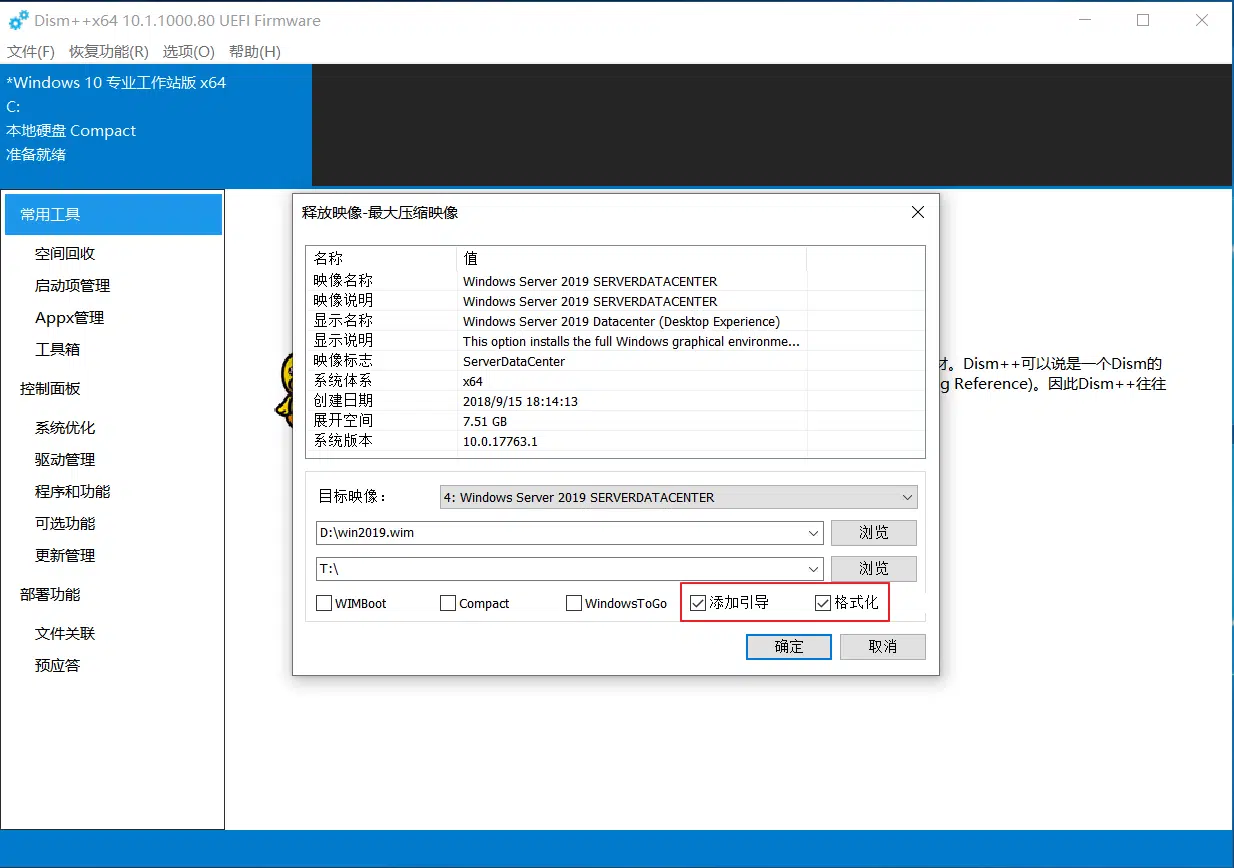 Dism++x64 10.1.1000.80 UEFI Firmware
文件(F) 恢复功能(R) 选项(O) 帮助(H)
*Windows 10 专业工作站版 x64
C:
本地硬盘 Compact
准备就绪
常用工具
空间回收
启动项管理
Appx管理
工具箱
控制面板
系统优化
驱动管理
程序和功能
可选功能
更新管理
部署功能
文件关联
预应答
释放映像-最大压缩映像
名称 值
映像名称 Windows Server 2019 SERVERDATACENTER
映像说明 Windows Server 2019 SERVERDATACENTER
显示名称 Windows Server 2019 Datacenter (Desktop Experience)
显示说明 This option installs the full Windows graphical environme...
映像标志 ServerDataCenter
系统体系 x64
创建日期 2018/9/15 18:14:13
展开空间 7.51 GB
系统版本 10.0.17763.1
目标映像： 4: Windows Server 2019 SERVERDATACENTER
D:\win2019.wim 浏览
T:\ 浏览
WIMBoot Compact WindowsToGo 添加引导 格式化
确定 取消
。Dism++可以说是一个Dism的
g Reference)。因此Dism++往往